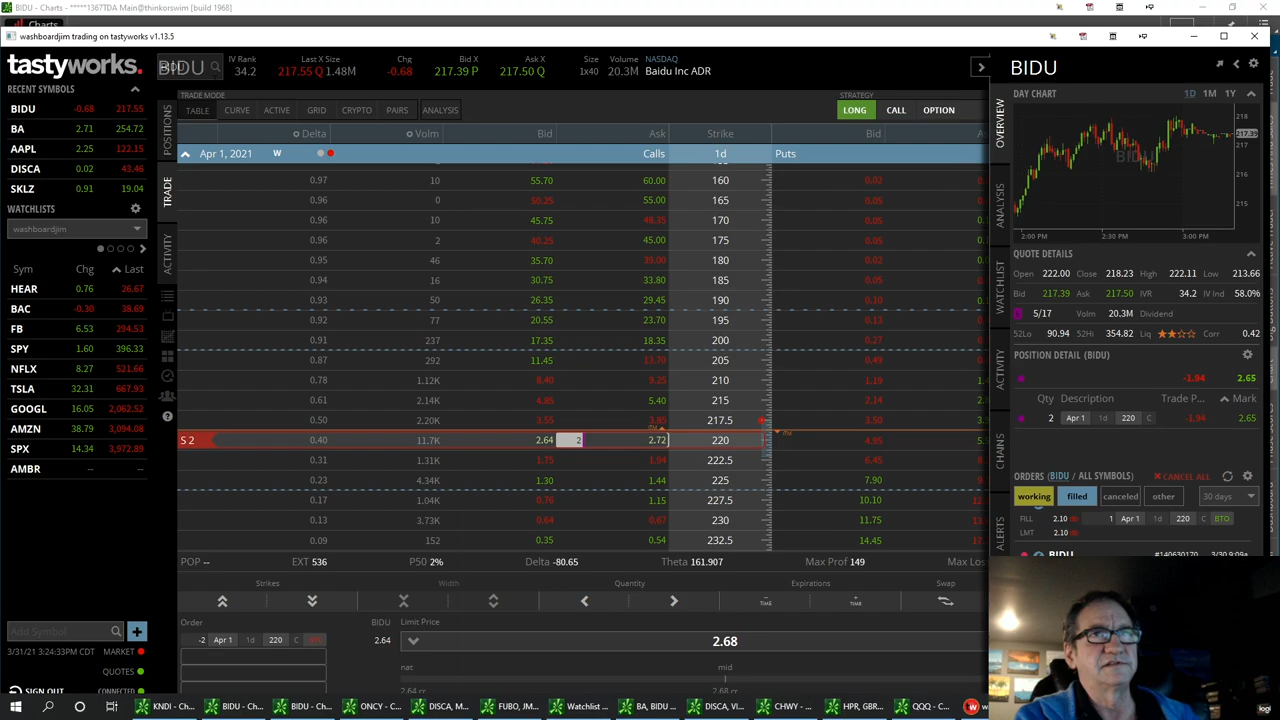 BIDU - Charts - *****1367TDA Main@thinkorswim [build 1968]
Charts
washboardjim trading on tastyworks v1.13.5
tastyworks.
BIDU
IV Rank 34.2
Last X Size 217.55 Q 1.48M
Chg -0.68
Bid X 217.39 P
Ask X 217.50 Q
Size 1x40
Volume 20.3M
NASDAQ Baidu Inc ADR
RECENT SYMBOLS
BIDU -0.68 217.55
BA 2.71 254.72
AAPL 2.25 122.15
DISCA 0.02 43.46
SKLZ 0.91 19.04
WATCHLISTS
washboardjim
Sym Chg Last
HEAR 0.76 26.67
BAC -0.30 38.69
FB 6.53 294.53
SPY 1.60 396.33
NFLX 8.27 521.66
TSLA 32.31 667.93
GOOGL 16.05 2,062.52
AMZN 38.79 3,094.08
SPX 14.34 3,972.89
AMBR -- --
Add Symbol
3/31/21 3:24:33PM CDT MARKET
QUOTES
SIGN OUT CONNECTED
POSITIONS
TRADE
ACTIVITY
TRADE MODE
TABLE CURVE ACTIVE GRID CRYPTO PAIRS ANALYSIS
STRATEGY
LONG CALL OPTION
Delta Volm Bid Ask Strike Bid
Apr 1, 2021 W Calls 1d Puts
0.97 10 55.70 60.00 160 0.02
0.96 0 50.25 55.00 165 0.05
0.96 10 45.75 48.35 170 0.05
0.96 2 40.25 45.00 175 0.05
0.95 46 35.70 39.00 180 0.05
0.94 16 30.75 33.80 185 0.05
0.93 50 26.35 29.45 190 0.10
0.92 77 20.55 23.70 195 0.13
0.91 237 17.35 18.35 200 0.27
0.87 292 11.45 13.70 205 0.49
0.78 1.12K 8.40 9.25 210 1.19
0.61 2.14K 4.85 5.40 215 2.14
0.50 2.20K 3.55 3.85 217.5 3.50
S 2 0.40 11.7K 2.64 2 2.72 220 4.95
0.31 1.31K 1.75 1.94 222.5 6.45
0.23 4.34K 1.30 1.44 225 7.90
0.17 1.04K 0.76 1.15 227.5 10.10
0.13 3.73K 0.64 0.67 230 11.75
0.09 152 0.35 0.54 232.5 14.45
POP -- EXT 536 P50 2% Delta -80.65 Theta 161.907 Max Prof 149 Max Los
Strikes Width Quantity Expirations Swap
TIME TIME
Order BIDU Limit Price
-2 Apr 1 1d 220 C 2.64 2.68
nat mid
2.64 cr 2.68 cr
BIDU
OVERVIEW
ANALYSIS
WATCHLIST
ACTIVITY
CHAINS
ALERTS
DAY CHART 1D 1M 1Y
BIDU
218
217.39
217
216
215
2:00 PM 2:30 PM 3:00 PM
QUOTE DETAILS
Open 222.00 Close 218.23 High 222.11 Low 213.66
Bid 217.39 Ask 217.50 IVR 34.2 IV Ind 58.0%
5/17 Volm 20.3M Dividend
52Lo 90.94 52Hi 354.82 Liq Corr 0.42
POSITION DETAIL (BIDU)
-1.94 2.65
Qty Description Trade P... Mark
2 Apr 1 1d 220 C -1.94 2.65
ORDERS (BIDU / ALL SYMBOLS) CANCEL ALL
working filled canceled other 30 days
FILL 2.10 1 Apr 1 1d 220 C BTO
LMT 2.10
BIDU #140630170 3/30 9:09a
logi
KNDI - Ch... BIDU - Cha... BIDU - Cha... ONCY - Ch... DISCA, M... FUBO, JM... Watchlist ... BA, BIDU ... DISCA, VI... CHWY - ... HPR, GBR... QQQ - C...